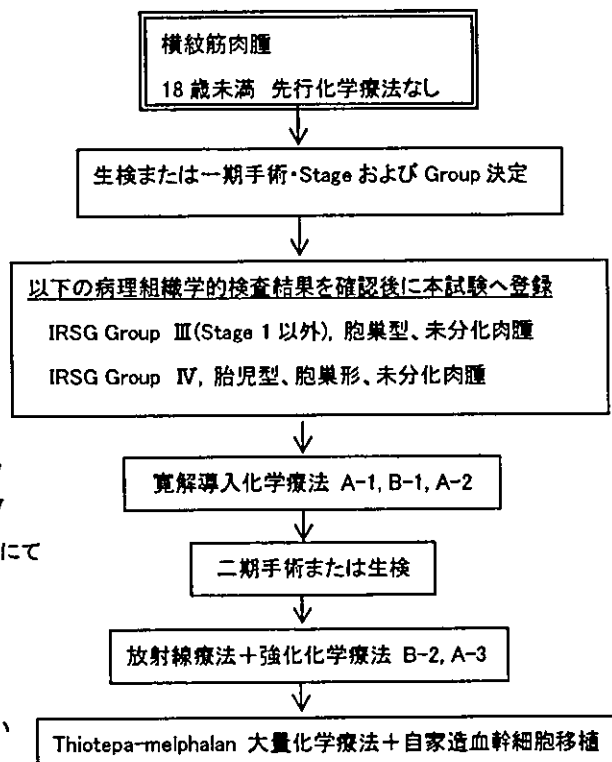 横紋筋肉腫
18 歳未満 先行化学療法なし
生検または一期手術・Stage および Group 決定
以下の病理組織学的検査結果を確認後に本試験へ登録
IRSG Group Ⅲ(Stage 1 以外), 胞巣型、未分化肉腫
IRSG Group Ⅳ, 胎児型、胞巣形、未分化肉腫
寛解導入化学療法 A-1, B-1, A-2
にて
二期手術または生検
放射線療法+強化化学療法 B-2, A-3
い
Thiotepa-melphalan 大量化学療法+自家造血幹細胞移植